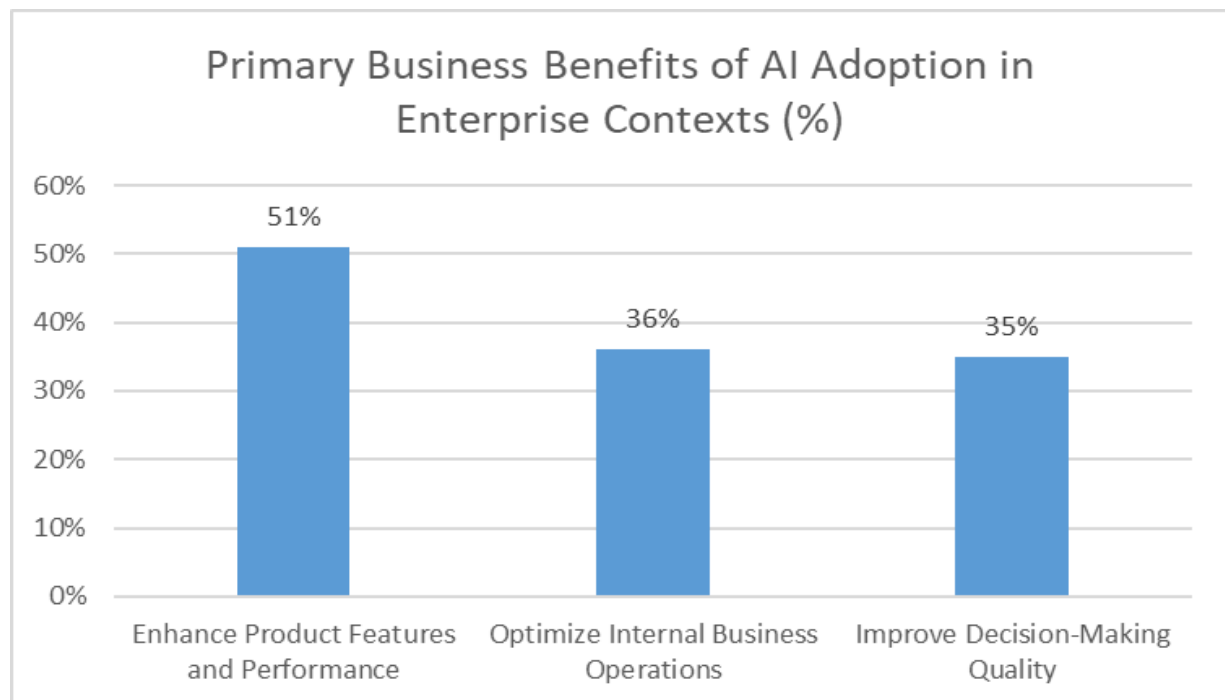 Primary Business Benefits of AI Adoption in
Enterprise Contexts (%)
60%
51%
50%
40%
36%
35%
30%
20%
10%
0%
Enhance Product Features
and Performance
Optimize Internal Business
Operations
Improve Decision-Making
Quality